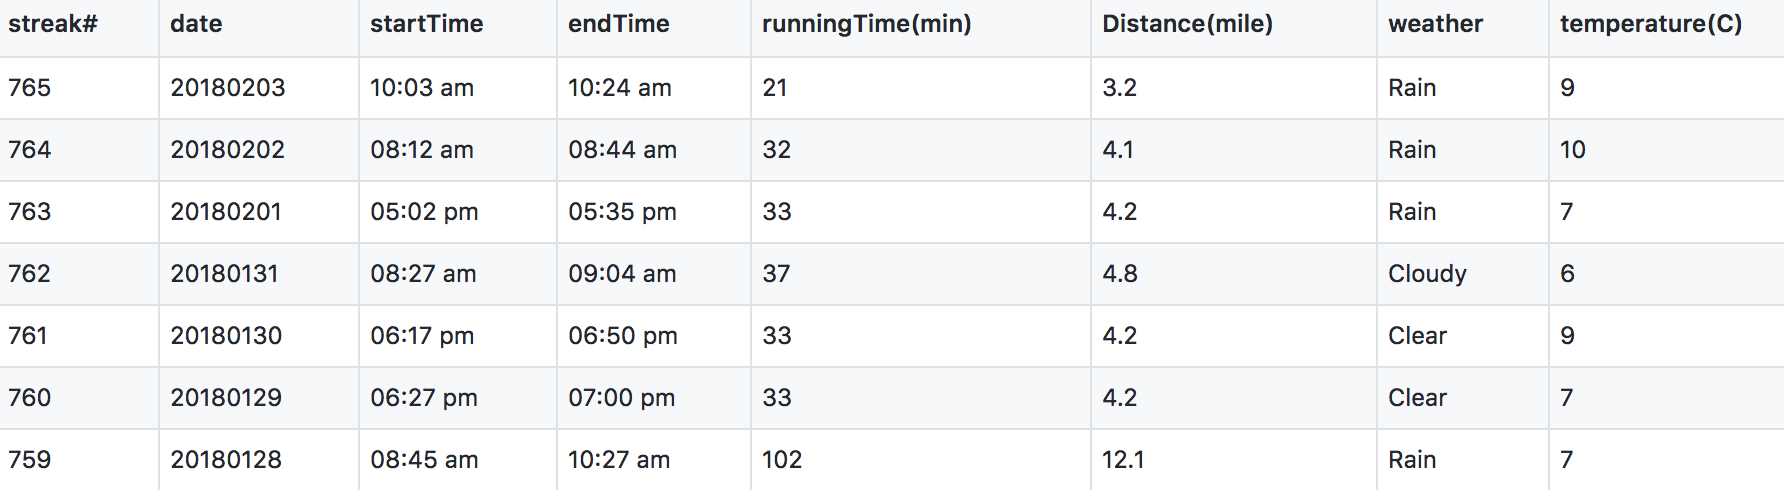 streak# date startTime endTime runningTime(min) Distance(mile) weather temperature(C)
765 20180203 10:03 am 10:24 am 21 3.2 Rain 9
764 20180202 08:12 am 08:44 am 32 4.1 Rain 10
763 20180201 05:02 pm 05:35 pm 33 4.2 Rain 7
762 20180131 08:27 am 09:04 am 37 4.8 Cloudy 6
761 20180130 06:17 pm 06:50 pm 33 4.2 Clear 9
760 20180129 06:27 pm 07:00 pm 33 4.2 Clear 7
759 20180128 08:45 am 10:27 am 102 12.1 Rain 7